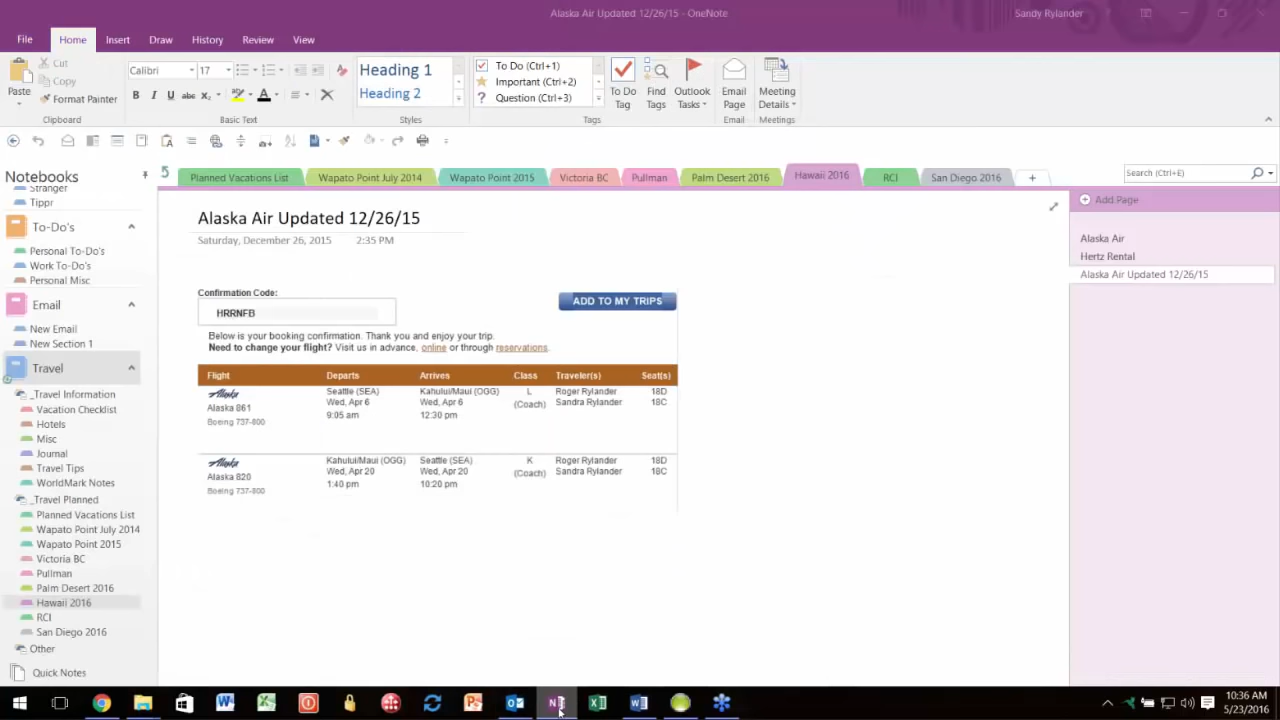 Alaska Air Updated 12/26/15 - OneNote
Sandy Rylander
File Home Insert Draw History Review View
Paste
Cut
Copy
Format Painter
Clipboard
Calibri 17
B I U abc X₂ A
Basic Text
Heading 1
Heading 2
Styles
To Do (Ctrl+1)
Important (Ctrl+2)
? Question (Ctrl+3)
Tags
To Do
Tag
Find
Tags
Outlook
Tasks
Email
Page
Email
Meeting
Details
Meetings
Notebooks
Planned Vacations List Wapato Point July 2014 Wapato Point 2015 Victoria BC Pullman Palm Desert 2016 Hawaii 2016 RCI San Diego 2016 +
Search (Ctrl+E)
Stranger
Tippr
To-Do's
Personal To-Do's
Work To-Do's
Personal Misc
Email
New Email
New Section 1
Travel
_Travel Information
Vacation Checklist
Hotels
Misc
Journal
Travel Tips
WorldMark Notes
_Travel Planned
Planned Vacations List
Wapato Point July 2014
Wapato Point 2015
Victoria BC
Pullman
Palm Desert 2016
Hawaii 2016
RCI
San Diego 2016
Other
Quick Notes
Alaska Air Updated 12/26/15
Saturday, December 26, 2015 2:35 PM
Confirmation Code:
HRRNFB
ADD TO MY TRIPS
Below is your booking confirmation. Thank you and enjoy your trip.
Need to change your flight? Visit us in advance, online or through reservations.
Flight Departs Arrives Class Traveler(s) Seat(s)
Alaska Seattle (SEA) Kahului/Maui (OGG) L Roger Rylander 18D
Alaska 861 Wed, Apr 6 Wed, Apr 6 (Coach) Sandra Rylander 18C
Boeing 737-800 9:05 am 12:30 pm
Alaska Kahului/Maui (OGG) Seattle (SEA) K Roger Rylander 18D
Alaska 820 Wed, Apr 20 Wed, Apr 20 (Coach) Sandra Rylander 18C
Boeing 737-800 1:40 pm 10:20 pm
Add Page
Alaska Air
Hertz Rental
Alaska Air Updated 12/26/15
10:36 AM
5/23/2016